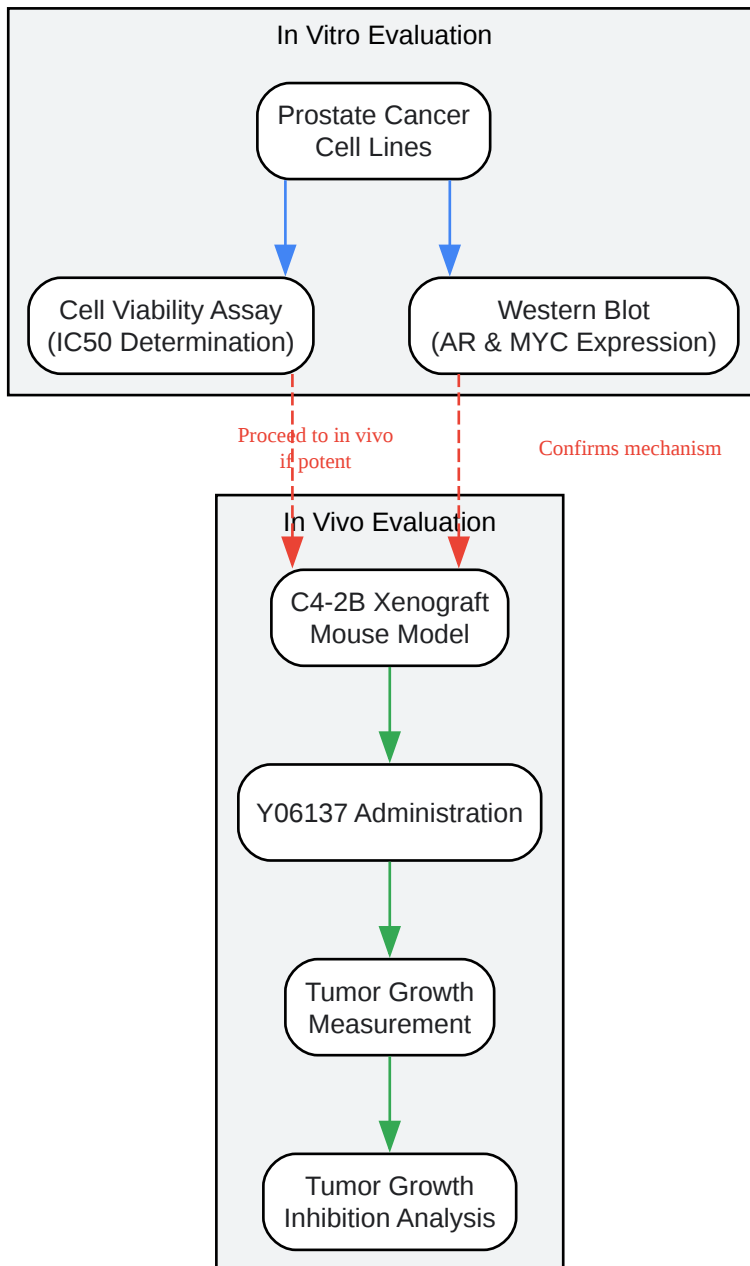 In Vitro Evaluation
Prostate Cancer
Cell Lines
Cell Viability Assay
(IC50 Determination)
Western Blot
(AR & MYC Expression)
Proceed to in vivo
if potent
Confirms mechanism
In Vivo Evaluation
C4-2B Xenograft
Mouse Model
Y06137 Administration
Tumor Growth
Measurement
Tumor Growth
Inhibition Analysis